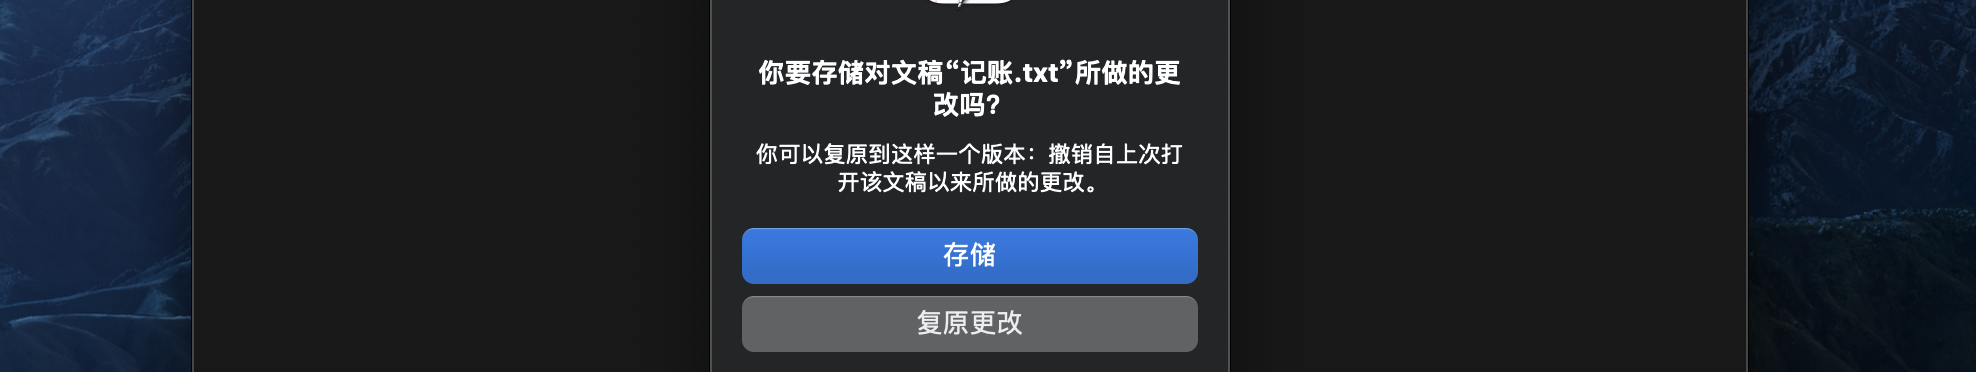 你要存储对文稿“记账.txt”所做的更
改吗？
你可以复原到这样一个版本：撤销自上次打
开该文稿以来所做的更改。
存储
复原更改